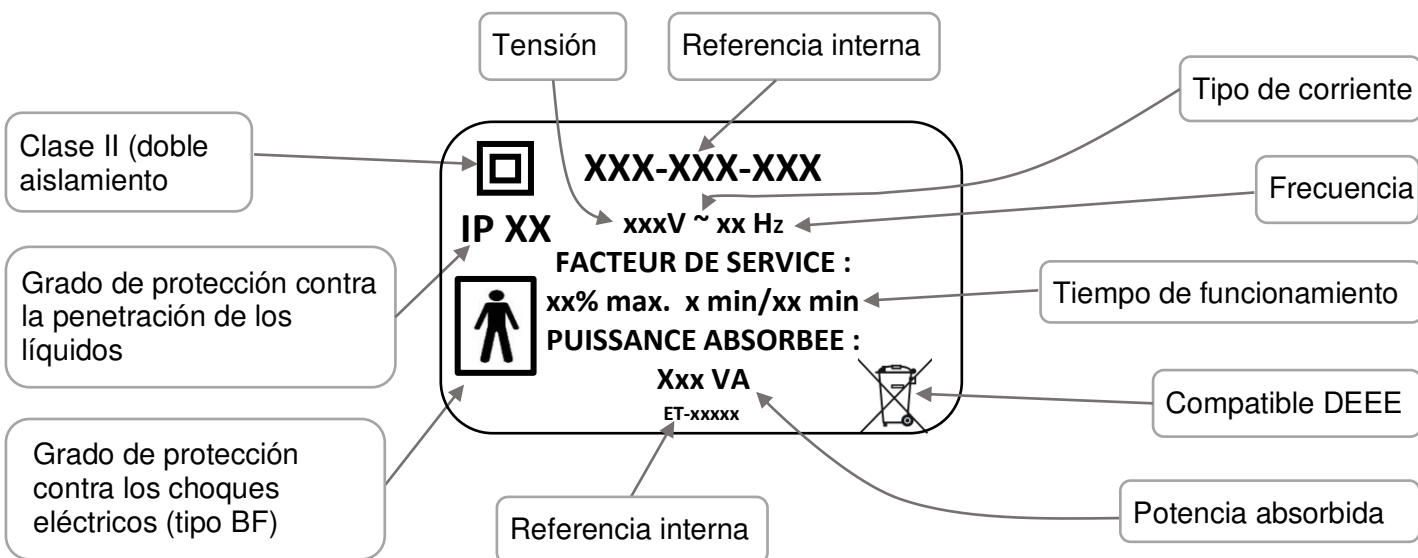 Tensión
Referencia interna
Tipo de corriente
Clase II (doble
aislamiento
XXX-XXX-XXX
Frecuencia
IP XX
xxxV ~ xx Hz
FACTEUR DE SERVICE :
Grado de protección contra
la penetración de los
líquidos
xx% max. x min/xx min
Tiempo de funcionamiento
PUISSANCE ABSORBEE :
Xxx VA
Compatible DEEE
ET-xxxxx
Grado de protección
contra los choques
eléctricos (tipo BF)
Referencia interna
Potencia absorbida